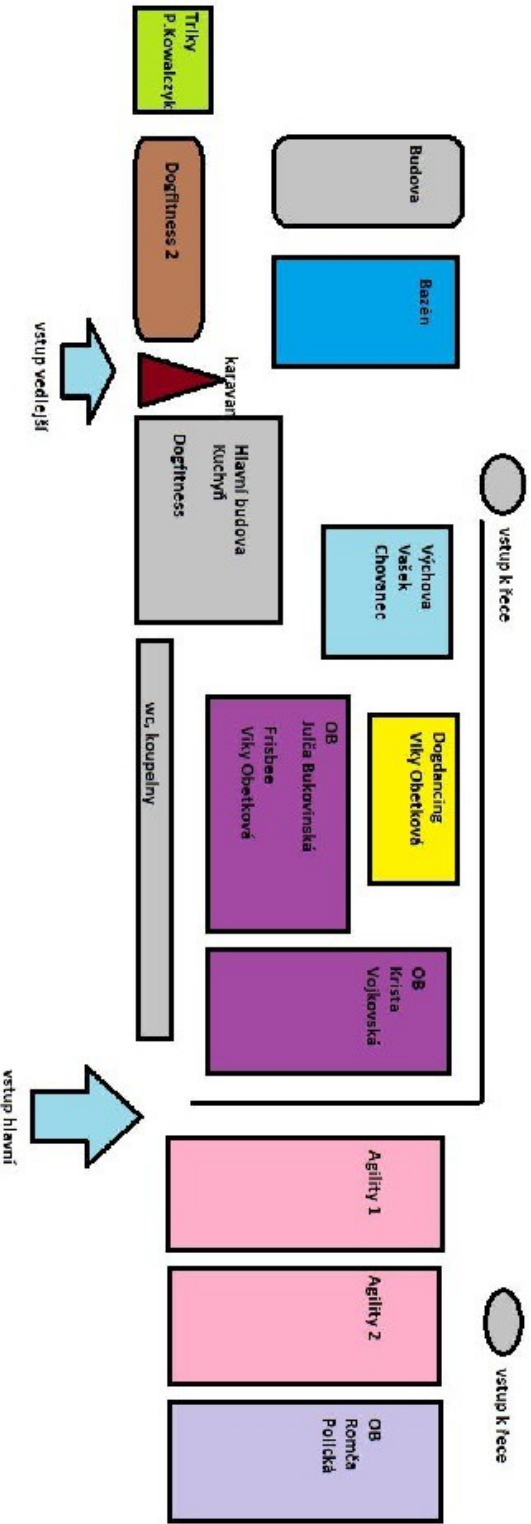 Triky
P.Kowalczyk
Budova
Dogfitness 2
Bazén
vstup vedlejší
karavan
Hlavní budova
Kuchyň
Dogfitness
vstup k řece
Výchova
Vašek
Chovanec
wc, koupelny
OB
Julča Bukovinská
Frisbee
Viky Obetková
Dogdancing
Viky Obetková
OB
Krista
Vojkovská
vstup hlavní
Agility 1
Agility 2
vstup k řece
OB
Romča
Polická